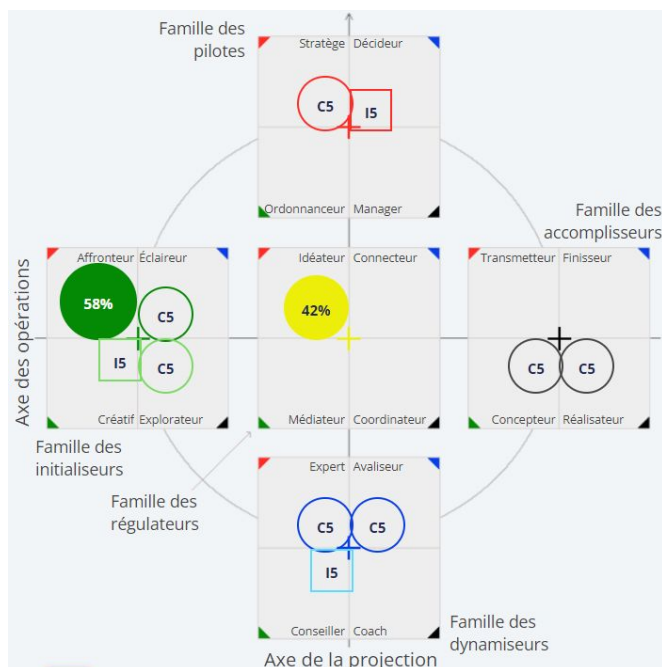 Famille des
pilotes
Stratège Décideur
C5 I5
Ordonnanceur Manager
Famille des
accomplisseurs
Axe des opérations
Affronteur Éclaireur
58%
C5
I5 C5
Créatif Explorateur
Idéateur Connecteur
42%
Médiateur Coordinateur
Transmetteur Finisseur
C5 C5
Concepteur Réalisateur
Famille des
initialiseurs
Famille des
régulateurs
Expert Avaliseur
C5 C5
I5
Conseiller Coach
Famille des
dynamiseurs
Axe de la projection